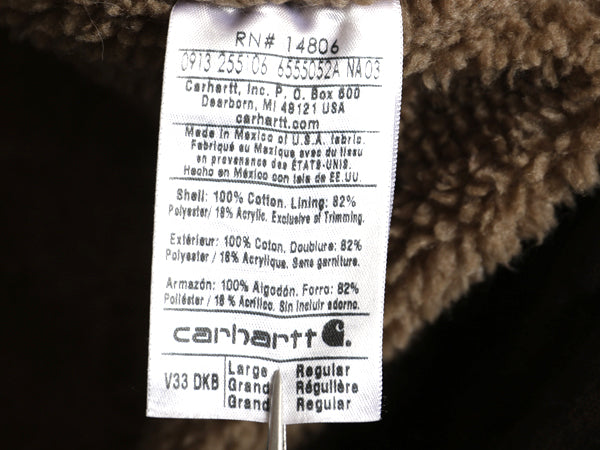 RN# 14806
0913 255 06 6555052A NA03
Carhartt, Inc. P. O. Box 600
Dearborn, MI 48121 USA
carhartt.com
Made in Mexico of U.S.A. fabric.
Fabriqué au Mexique avec du tissu
en provenance des ÉTATS-UNIS.
Hecho en México con tela de EE.UU.
Shell: 100% Cotton. Lining: 82%
Polyester/ 18% Acrylic. Exclusive of Trimming.
Extérieur: 100% Coton. Doublure: 82%
Polyester / 18% Acrylique. Sans garniture.
Armazón: 100% Algodón. Forro: 82%
Poliéster / 18 % Acrílico. Sin incluir adorno.
carhartt
V33 DKB
Large Regular
Grand Régulière
Grand Regular